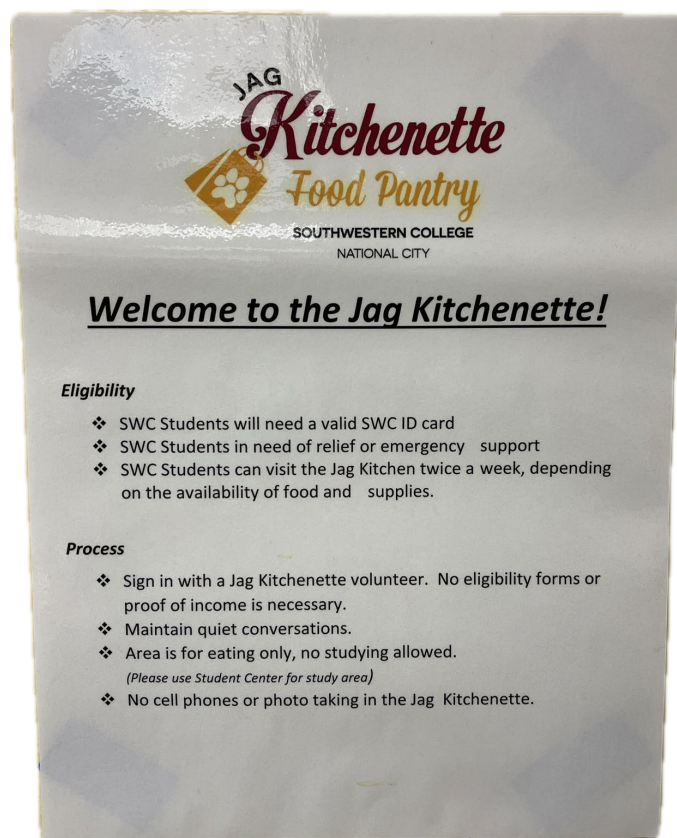 JAG
Kitchenette
Food Pantry
SOUTHWESTERN COLLEGE
NATIONAL CITY
Welcome to the Jag Kitchenette!
Eligibility
❖ SWC Students will need a valid SWC ID card
❖ SWC Students in need of relief or emergency support
❖ SWC Students can visit the Jag Kitchen twice a week, depending
on the availability of food and supplies.
Process
❖ Sign in with a Jag Kitchenette volunteer. No eligibility forms or
proof of income is necessary.
❖ Maintain quiet conversations.
❖ Area is for eating only, no studying allowed.
(Please use Student Center for study area)
❖ No cell phones or photo taking in the Jag Kitchenette.